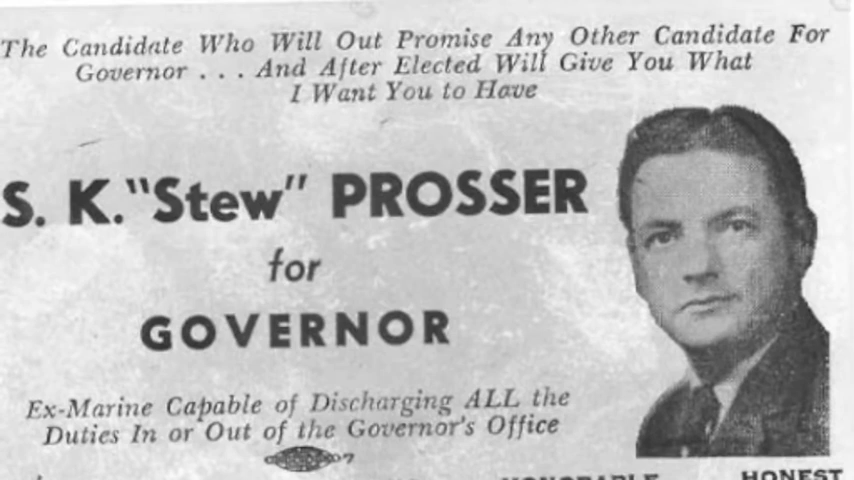 The Candidate Who Will Out Promise Any Other Candidate For
Governor . . . And After Elected Will Give You What
I Want You to Have
S. K. "Stew" PROSSER
for
GOVERNOR
Ex-Marine Capable of Discharging ALL the
Duties In or Out of the Governor's Office
7
HONORABLE HONEST